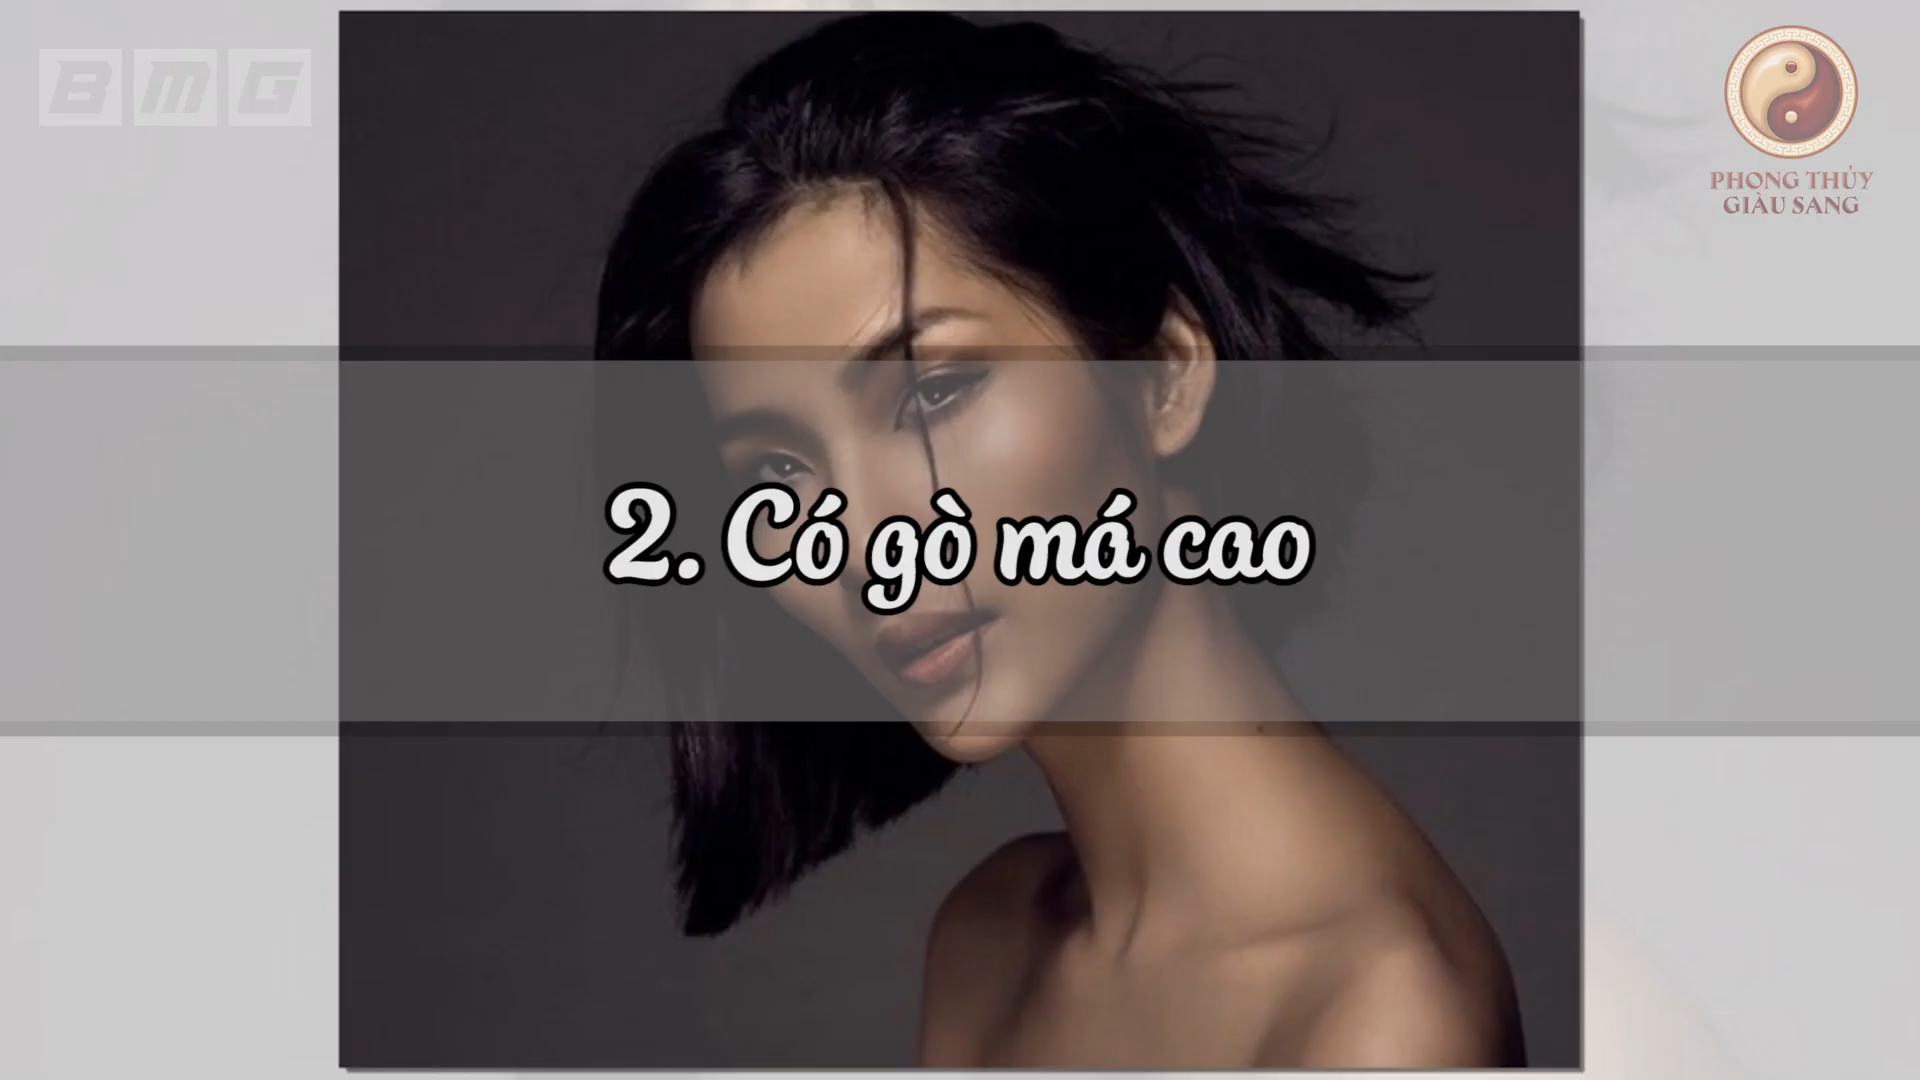 BMG
PHONG THỦY
GIÀU SANG
2. Có gò má cao